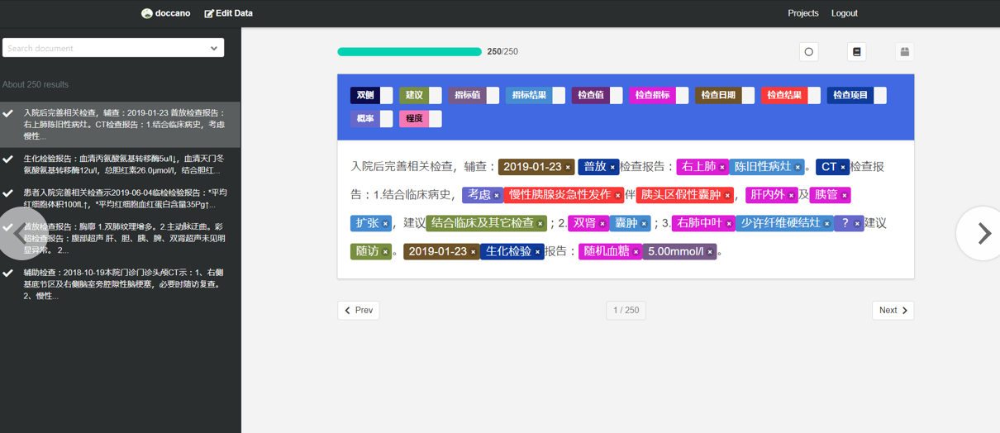 doccano Edit Data Projects Logout
Search document
About 250 results
入院后完善相关检查，辅查：2019-01-23 普放检查报告：
右上肺陈旧性病灶。CT检查报告：1.结合临床病史，考虑
慢性...
生化检验报告：血清丙氨酸氨基转移酶5u/l↓，血清天门冬
氨酸氨基转移酶12u/l，总胆红素26.0μmol/l，结合胆红...
患者入院完善相关检查示2019-06-04临检检验报告：*平均
红细胞体积100fL↑，*平均红细胞血红蛋白含量35Pg↑...
普放检查报告：胸廓 1.双肺纹理增多。2.主动脉迂曲。彩
超检查报告：腹部超声 肝、胆、胰、脾、双肾超声未见明
显异常。 2...
辅助检查：2018-10-19本院门诊门诊头颅CT示：1、右侧
基底节区及右侧脑室旁腔隙性脑梗塞，必要时随访复查。
2、慢性...
250/250
双侧 建议 指标值 指标结果 检查值 检查指标 检查日期 检查结果 检查项目
概率 程度
入院后完善相关检查，辅查：2019-01-23 × 普放 ×检查报告：右上肺 ×陈旧性病灶 ×。CT ×检查报
告：1.结合临床病史，考虑 ×慢性胰腺炎急性发作 ×伴胰头区假性囊肿 ×，肝内外 ×及胰管 ×
扩张 ×，建议结合临床及其它检查 ×；2.双肾 ×囊肿 ×；3.右肺中叶 ×少许纤维硬结灶 ×？ ×建议
随访 ×。2019-01-23 ×生化检验 ×报告：随机血糖 ×5.00mmol/l ×。
Prev 1 / 250 Next